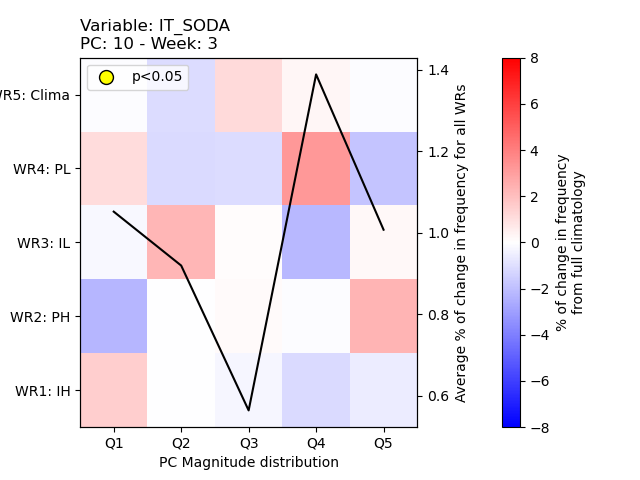 Variable: IT_SODA
PC: 10 - Week: 3
p<0.05
WR5: Clima
WR4: PL
WR3: IL
WR2: PH
WR1: IH
Q1 Q2 Q3 Q4 Q5
PC Magnitude distribution
1.4
1.2
1.0
0.8
0.6
Average % of change in frequency for all WRs
8
6
4
2
0
−2
−4
−6
−8
% of change in frequency
from full climatology